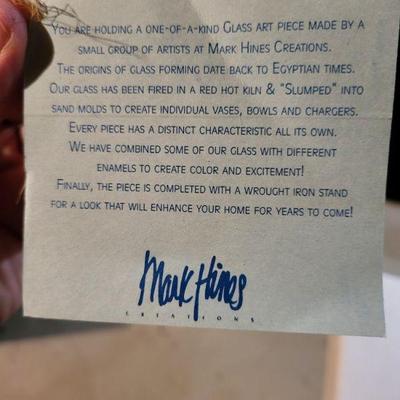 You are holding a one-of-a-kind Glass art piece made by a
small group of artists at Mark Hines Creations.
The origins of glass forming date back to Egyptian times.
Our glass has been fired in a red hot kiln & "Slumped" into
sand molds to create individual vases, bowls and chargers.
Every piece has a distinct characteristic all its own.
We have combined some of our glass with different
enamels to create color and excitement!
Finally, the piece is completed with a wrought iron stand
for a look that will enhance your home for years to come!
Mark Hines
CREATIONS